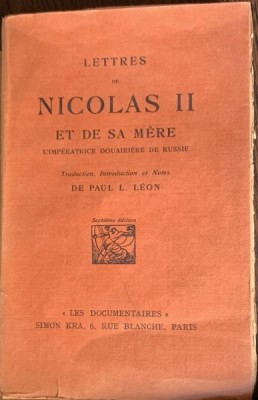 LETTRES
DE
NICOLAS II
ET DE SA MÈRE
L'IMPÉRATRICE DOUAIRIÈRE DE RUSSIE
Traduction, Introduction et Notes
DE PAUL L. LÉON
Septième édition
« LES DOCUMENTAIRES »
SIMON KRA, 6, RUE BLANCHE, PARIS